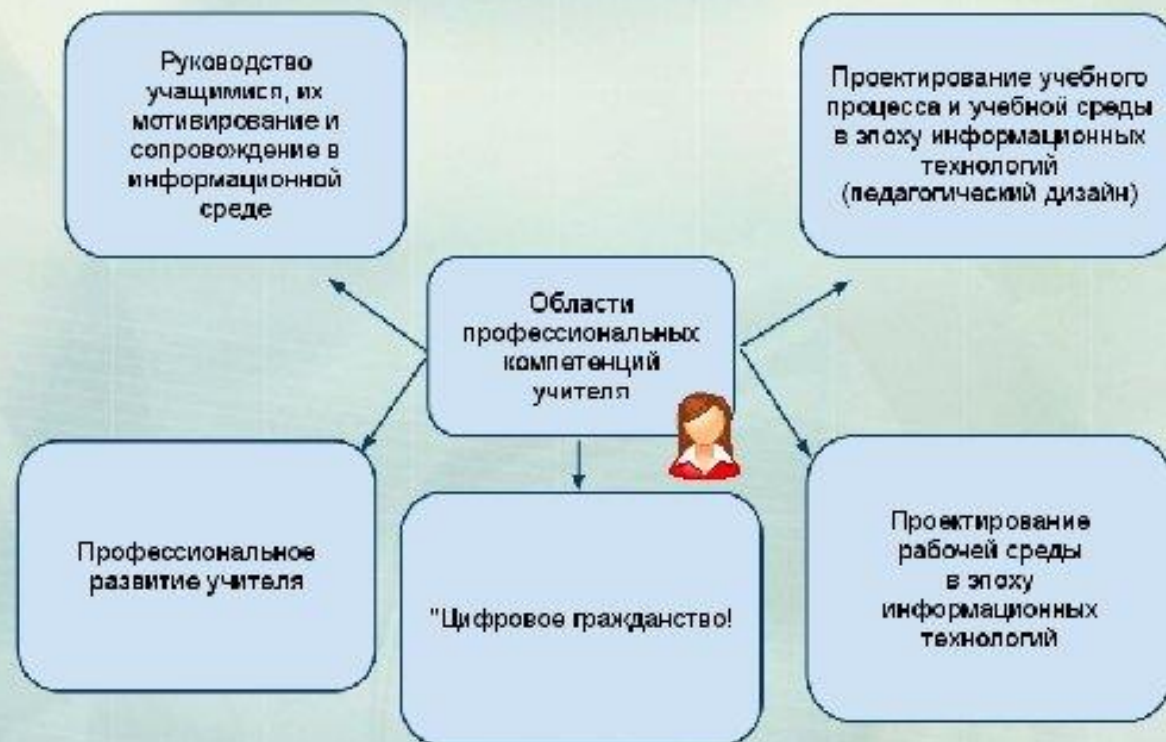 Руководство
учащимися, их
мотивирование и
сопровождение в
информационной
среде
Проектирование учебного
процесса и учебной среды
в эпоху информационных
технологий
(педагогический дизайн)
Области
профессиональных
компетенций
учителя
Профессиональное
развитие учителя
"Цифровое гражданство!
Проектирование
рабочей среды
в эпоху
информационных
технологий